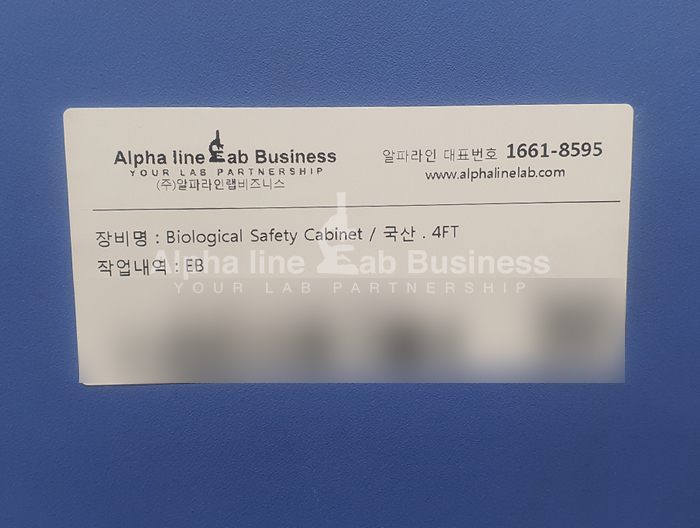 Alpha line Lab Business
YOUR LAB PARTNERSHIP
(주)알파라인랩비즈니스
알파라인 대표번호 1661-8595
www.alphalinelab.com
장비명 : Biological Safety Cabinet / 국산 . 4FT
작업내역 : EB
Alpha line Lab Business
YOUR LAB PARTNERSHIP